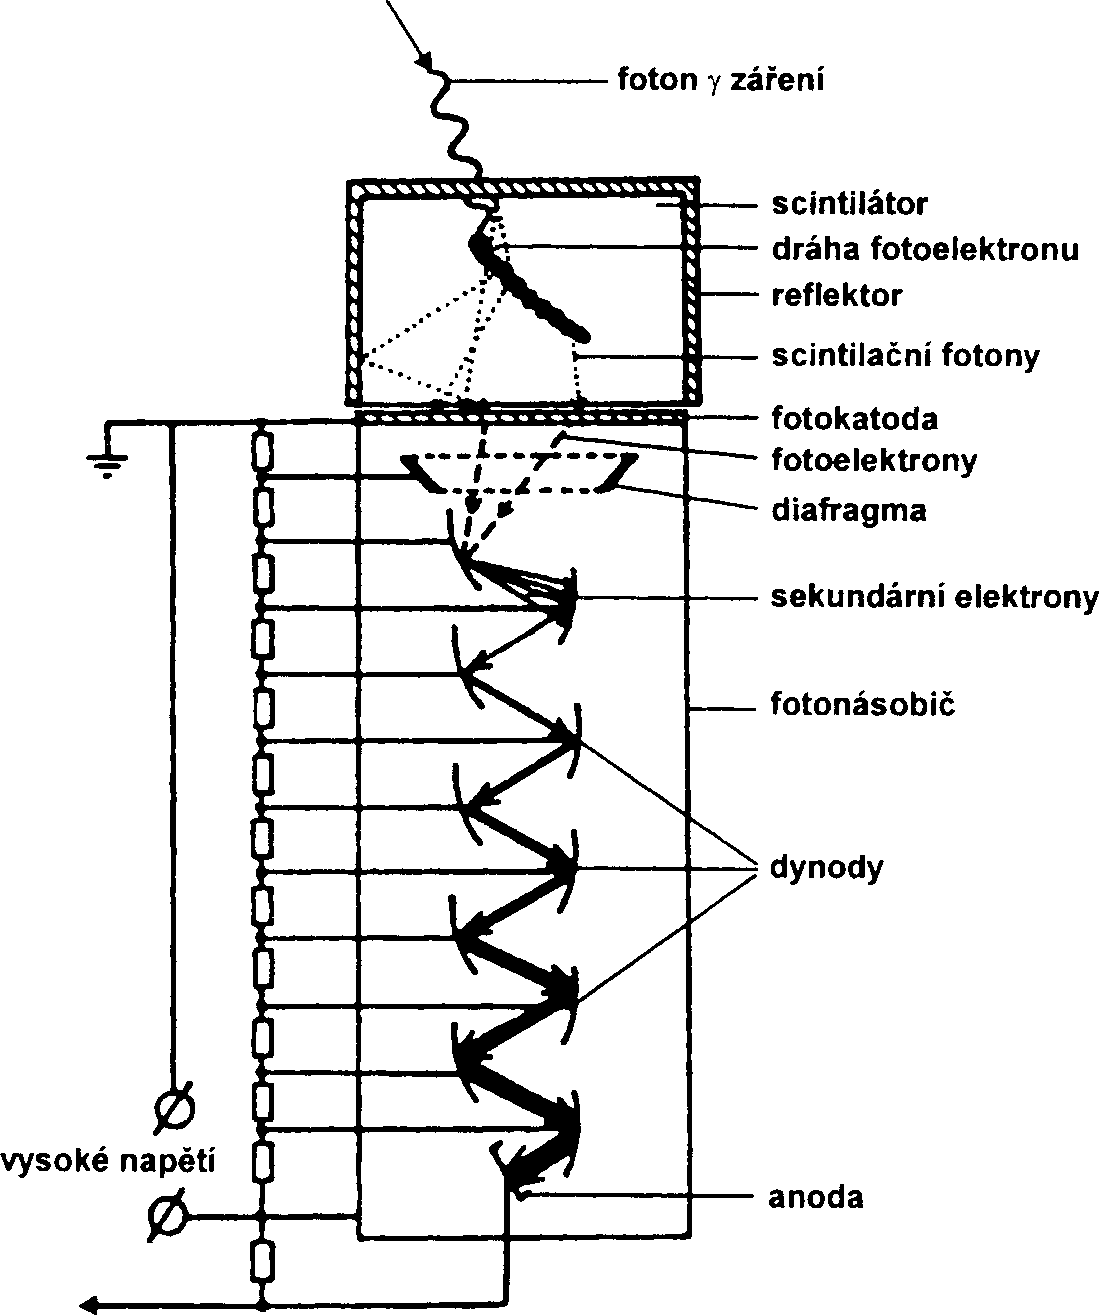 foton γ záření
scintilátor
dráha fotoelektronu
reflektor
scintilační fotony
fotokatoda
fotoelektrony
diafragma
sekundární elektrony
fotonásobič
dynody
vysoké napětí
anoda